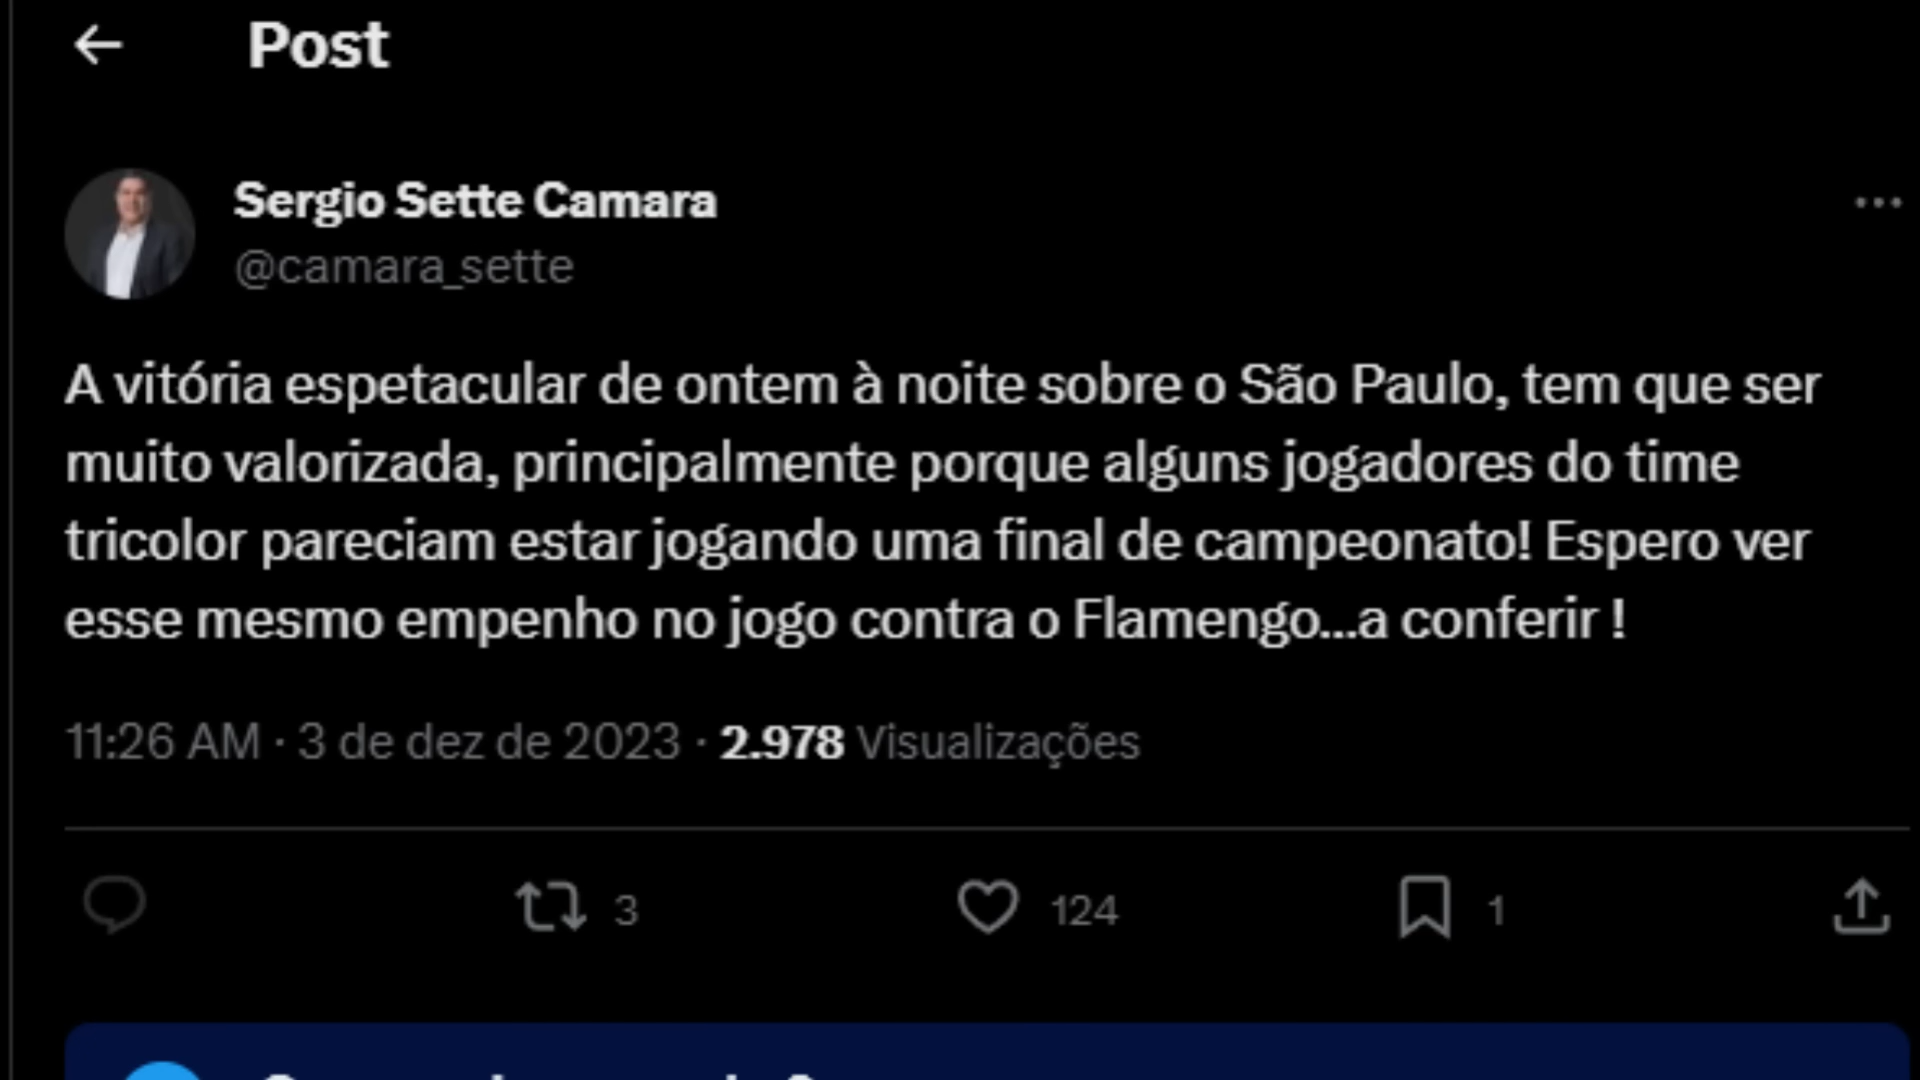 Post
Sergio Sette Camara
@camara_sette
A vitória espetacular de ontem à noite sobre o São Paulo, tem que ser
muito valorizada, principalmente porque alguns jogadores do time
tricolor pareciam estar jogando uma final de campeonato! Espero ver
esse mesmo empenho no jogo contra o Flamengo...a conferir !
11:26 AM · 3 de dez de 2023 · 2.978 Visualizações
3 124 1